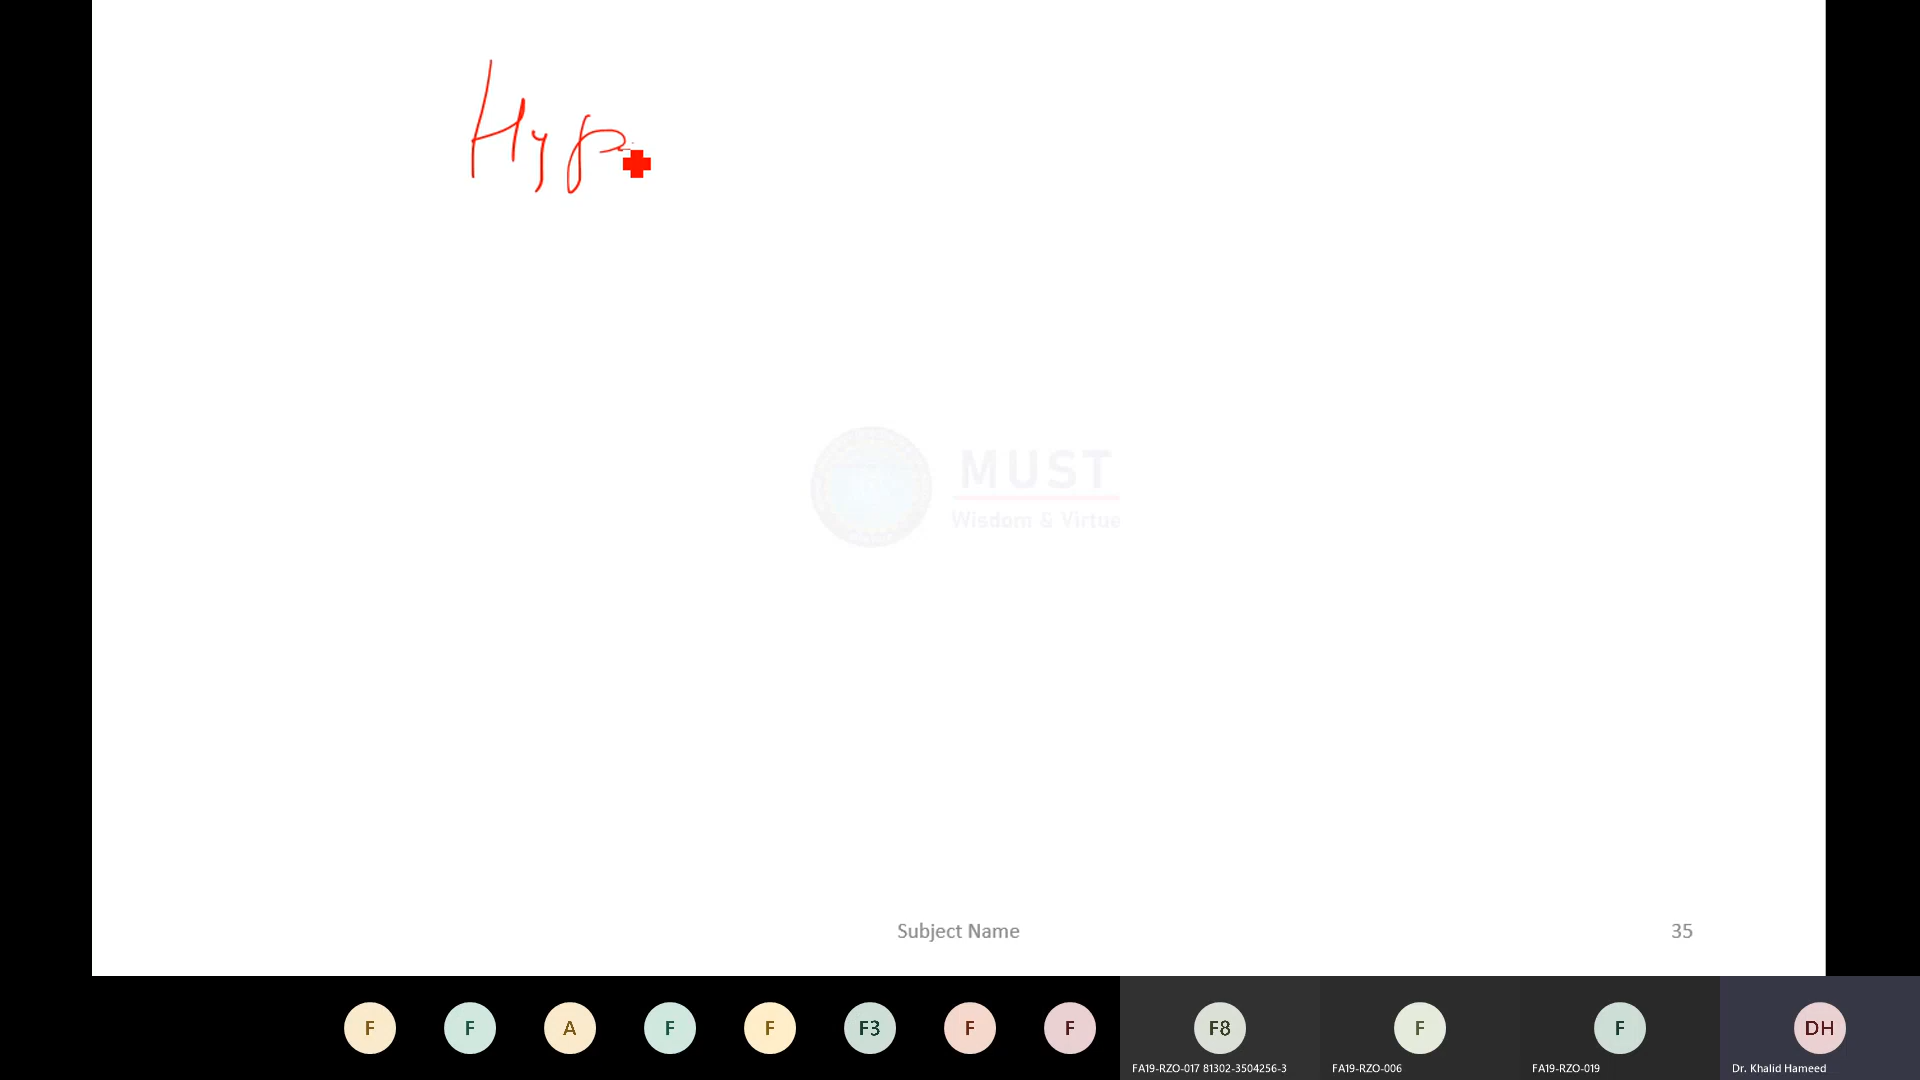 Hyp
MUST
Wisdom & Virtue
Subject Name
35
F
F
A
F
F
F3
F
F
F8
F
F
DH
FA19-RZO-017 81302-3504256-3
FA19-RZO-006
FA19-RZO-019
Dr. Khalid Hameed